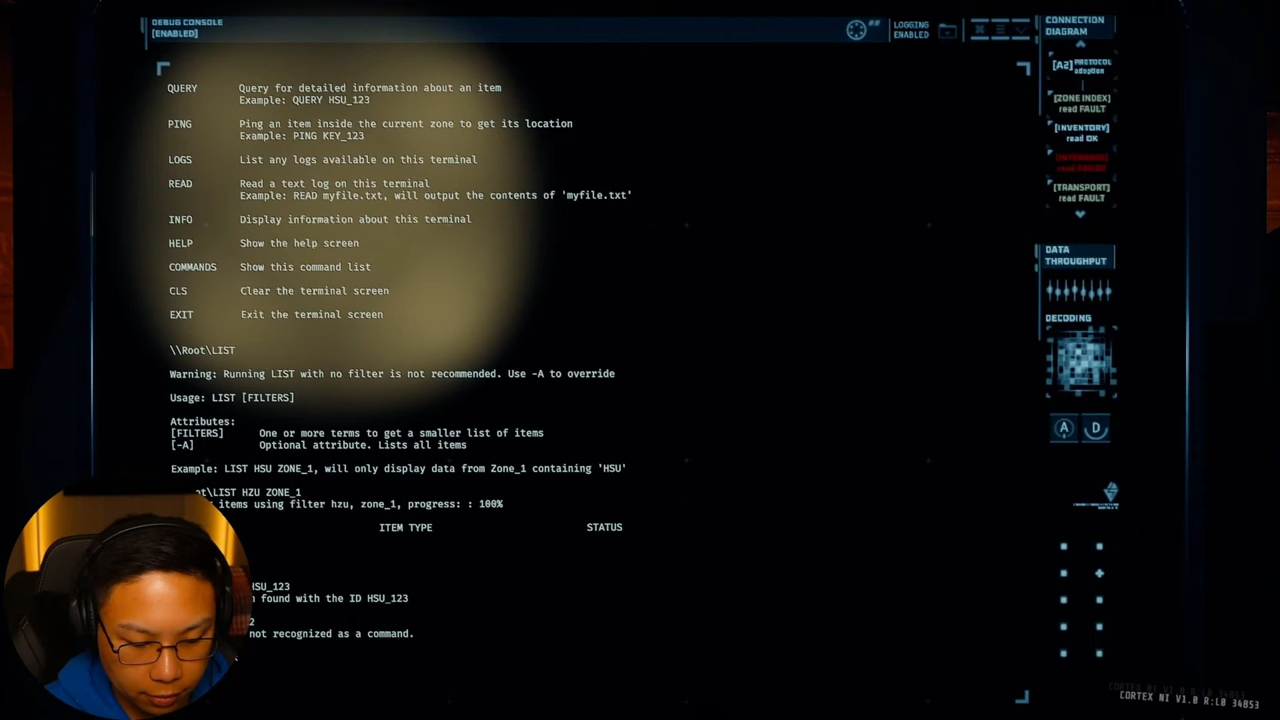 DEBUG CONSOLE
[ENABLED]
LOGGING
ENABLED
QUERY Query for detailed information about an item
Example: QUERY HSU_123
PING Ping an item inside the current zone to get its location
Example: PING KEY_123
LOGS List any logs available on this terminal
READ Read a text log on this terminal
Example: READ myfile.txt, will output the contents of 'myfile.txt'
INFO Display information about this terminal
HELP Show the help screen
COMMANDS Show this command list
CLS Clear the terminal screen
EXIT Exit the terminal screen
\\Root\LIST
Warning: Running LIST with no filter is not recommended. Use -A to override
Usage: LIST [FILTERS]
Attributes:
[FILTERS] One or more terms to get a smaller list of items
[-A] Optional attribute. Lists all items
Example: LIST HSU ZONE_1, will only display data from Zone_1 containing 'HSU'
\LIST HZU ZONE_1
items using filter hzu, zone_1, progress: : 100%
ITEM TYPE STATUS
HSU_123
found with the ID HSU_123
2
not recognized as a command.
CONNECTION
DIAGRAM
[A2] PROTOCOL
adoption
[ZONE INDEX]
read FAULT
[INVENTORY]
read OK
[TRANSPORT]
read FAULT
DATA
THROUGHPUT
DECODING
A D
CORTEX NI V1.0 R:L0 34853